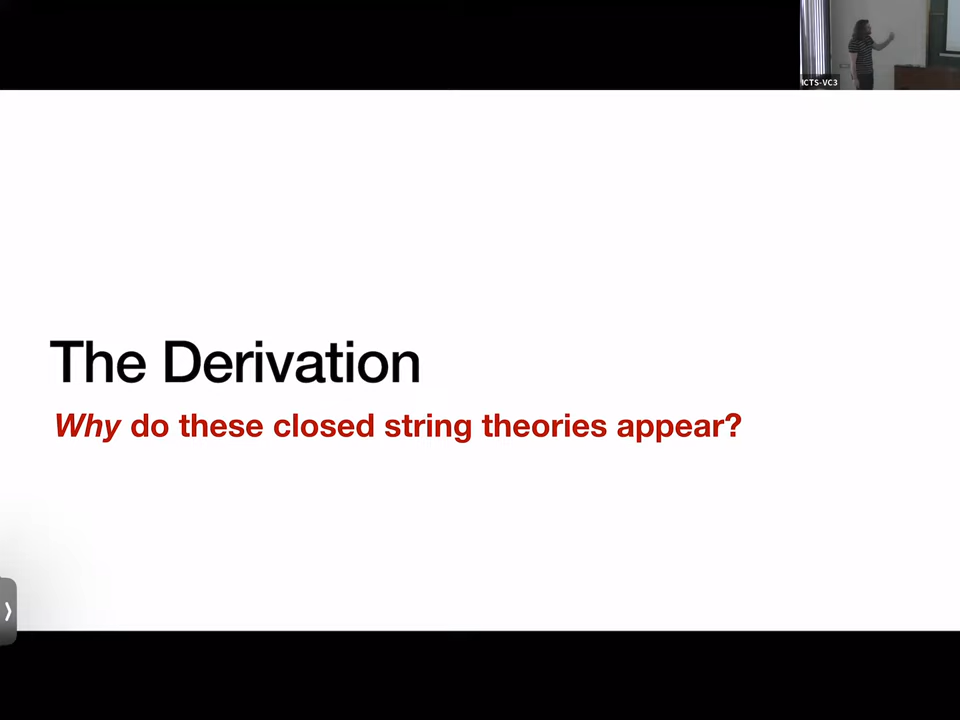 ICTS-VC3
The Derivation
Why do these closed string theories appear?